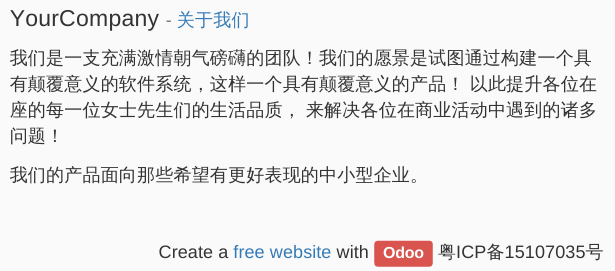 YourCompany - 关于我们
我们是一支充满激情朝气磅礴的团队！我们的愿景是试图通过构建一个具
有颠覆意义的软件系统，这样一个具有颠覆意义的产品！ 以此提升各位在
座的每一位女士先生们的生活品质， 来解决各位在商业活动中遇到的诸多
问题！
我们的产品面向那些希望有更好表现的中小型企业。
Create a free website with Odoo 粤ICP备15107035号